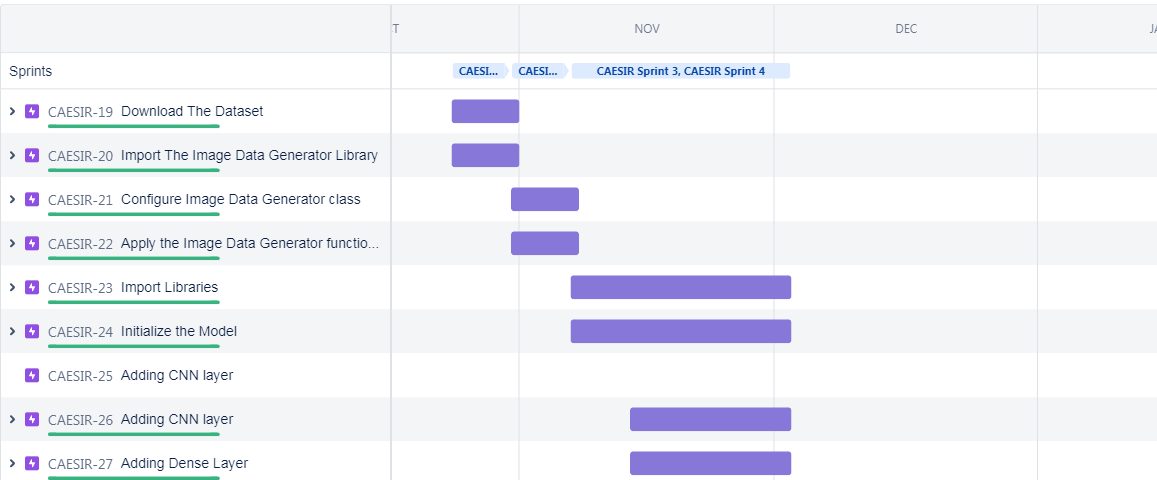 T NOV DEC JA
Sprints CAESI... CAESI... CAESIR Sprint 3, CAESIR Sprint 4
CAESIR-19 Download The Dataset
CAESIR-20 Import The Image Data Generator Library
CAESIR-21 Configure Image Data Generator class
CAESIR-22 Apply the Image Data Generator functio...
CAESIR-23 Import Libraries
CAESIR-24 Initialize the Model
CAESIR-25 Adding CNN layer
CAESIR-26 Adding CNN layer
CAESIR-27 Adding Dense Layer